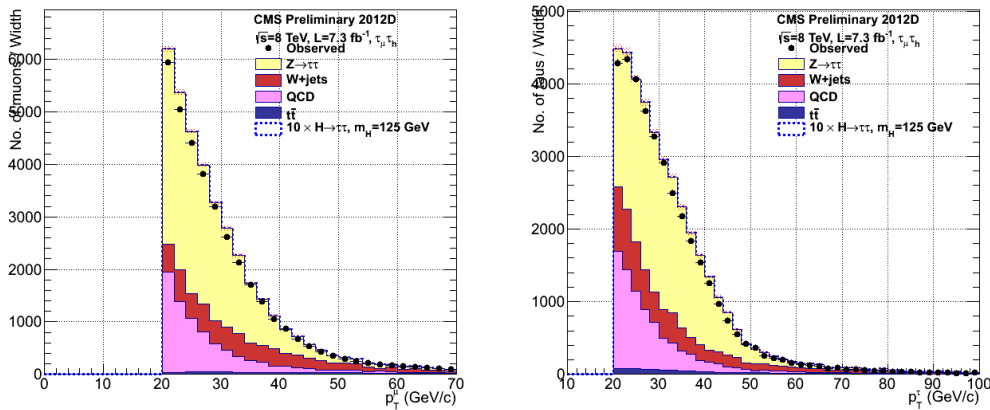 No. of muons / Width
CMS Preliminary 2012D
√s=8 TeV, L=7.3 fb⁻¹, τμτh
Observed
Z→ττ
W+jets
QCD
tt̄
10 × H→ττ, mH=125 GeV
6000
5000
4000
3000
2000
1000
0
0 10 20 30 40 50 60 70
pTμ (GeV/c)
No. of taus / Width
CMS Preliminary 2012D
√s=8 TeV, L=7.3 fb⁻¹, τμτh
Observed
Z→ττ
W+jets
QCD
tt̄
10 × H→ττ, mH=125 GeV
5000
4000
3000
2000
1000
0
10 20 30 40 50 60 70 80 90 100
pTτ (GeV/c)